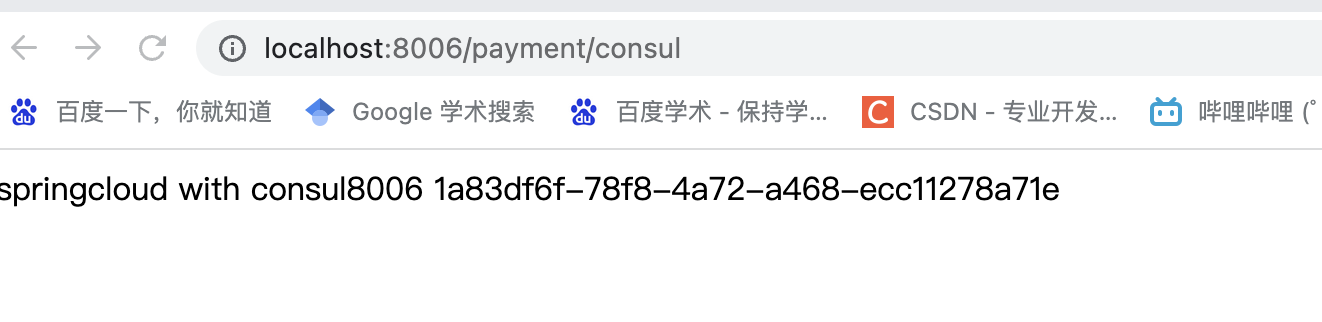 localhost:8006/payment/consul
百度一下，你就知道 Google 学术搜索 百度学术 - 保持学... CSDN - 专业开发... 哔哩哔哩 (゜
springcloud with consul8006 1a83df6f-78f8-4a72-a468-ecc11278a71e